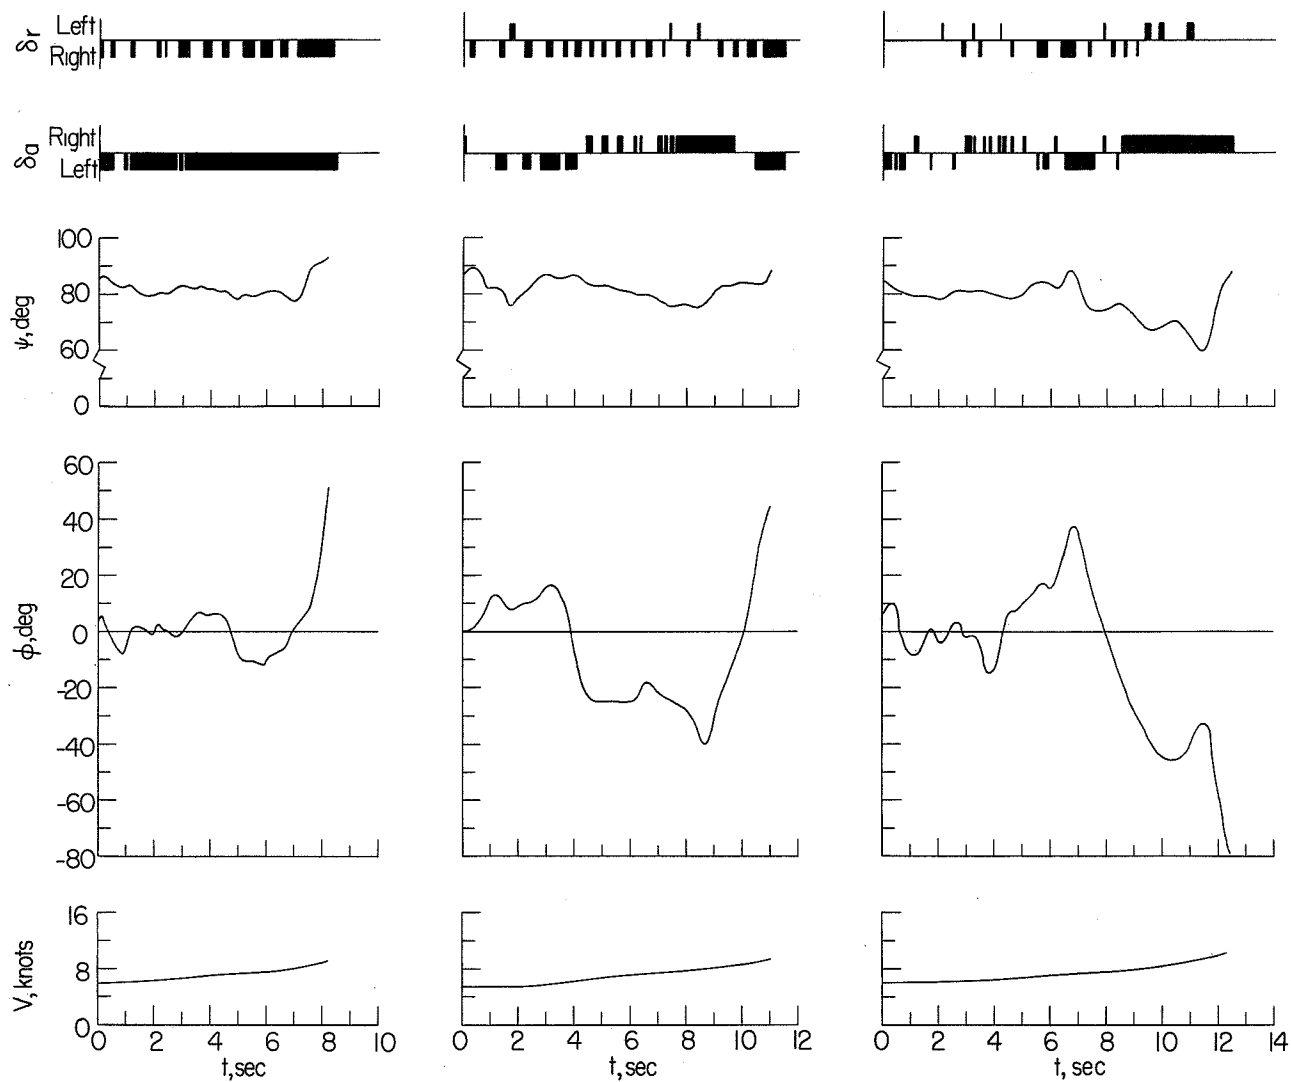 δr
Left
Right
δa
Right
Left
ψ, deg
100
80
60
0
ϕ, deg
60
40
20
0
-20
-40
-60
-80
V, knots
16
8
0
0 2 4 6 8 10
t, sec
0 2 4 6 8 10 12
t, sec
0 2 4 6 8 10 12 14
t, sec